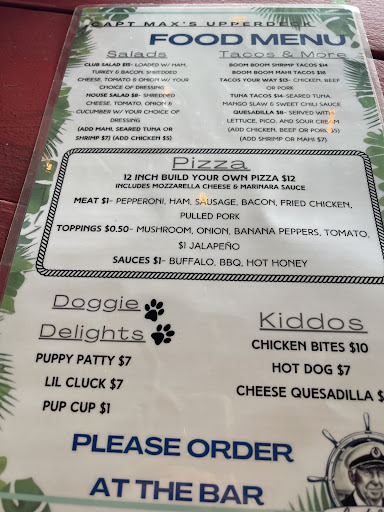 CAPT MAX'S UPPERDECK
FOOD MENU
Salads
CLUB SALAD $11- LOADED W/ HAM,
TURKEY & BACON, SHREDDED
CHEESE, TOMATO & ONION W/ YOUR
CHOICE OF DRESSING
HOUSE SALAD $8- SHREDDED
CHEESE, TOMATO, ONION &
CUCUMBER W/ YOUR CHOICE OF
DRESSING
(ADD MAHI, SEARED TUNA OR
SHRIMP $7) (ADD CHICKEN $5)
Tacos & More
BOOM BOOM SHRIMP TACOS $14
BOOM BOOM MAHI TACOS $18
TACOS YOUR WAY $13- CHICKEN, BEEF
OR PORK
TUNA TACOS $14-SEARED TUNA,
MANGO SLAW & SWEET CHILI SAUCE
QUESADILLA $8- SERVED WITH
LETTUCE, PICO, AND SOUR CREAM
(ADD CHICKEN, BEEF OR PORK $5)
(ADD SHRIMP OR MAHI $7)
Pizza
12 INCH BUILD YOUR OWN PIZZA $12
INCLUDES MOZZARELLA CHEESE & MARINARA SAUCE
MEAT $1- PEPPERONI, HAM, SAUSAGE, BACON, FRIED CHICKEN,
PULLED PORK
TOPPINGS $0.50- MUSHROOM, ONION, BANANA PEPPERS, TOMATO,
$1 JALAPEÑO
SAUCES $1- BUFFALO, BBQ, HOT HONEY
Doggie
Delights
PUPPY PATTY $7
LIL CLUCK $7
PUP CUP $1
Kiddos
CHICKEN BITES $10
HOT DOG $7
CHEESE QUESADILLA $
PLEASE ORDER
AT THE BAR